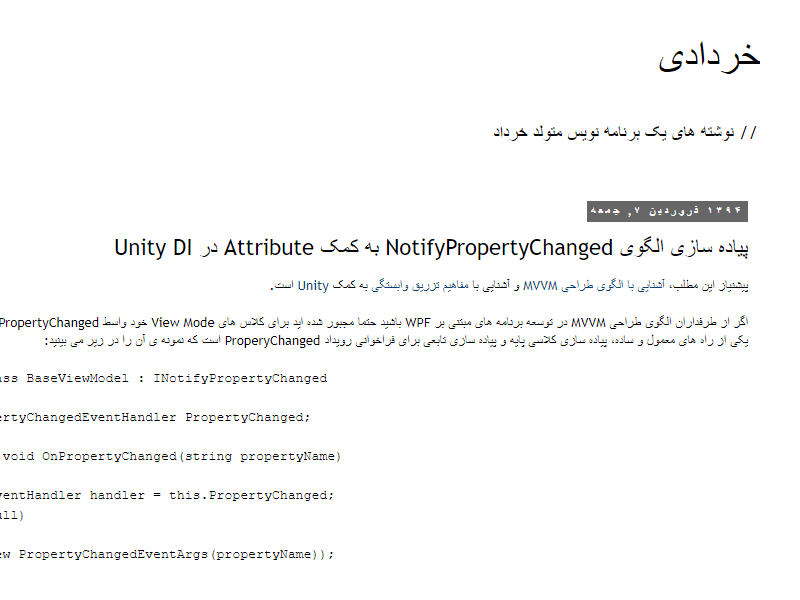 خردادی
// نوشته های یک برنامه نویس متولد خرداد
۱۳۹۴ فروردین ۷, جمعه
پیاده سازی الگوی NotifyPropertyChanged به کمک Attribute در Unity DI
پیشنیاز این مطلب، آشنایی با الگوی طراحی MVVM و آشنایی با مفاهیم تزریق وابستگی به کمک Unity است.
اگر از طرفداران الگوی طراحی MVVM در توسعه برنامه های مبتنی بر WPF باشید حتما مجبور شده اید برای کلاس های View Mode خود واسط PropertyChanged
یکی از راه های معمول و ساده، پیاده سازی کلاسی پایه و پیاده سازی تابعی برای فراخوانی رویداد ProperyChanged است که نمونه ی آن را در زیر می بینید:
ass BaseViewModel : INotifyPropertyChanged
ertyChangedEventHandler PropertyChanged;
void OnPropertyChanged(string propertyName)
ventHandler handler = this.PropertyChanged;
ull)
ew PropertyChangedEventArgs(propertyName));